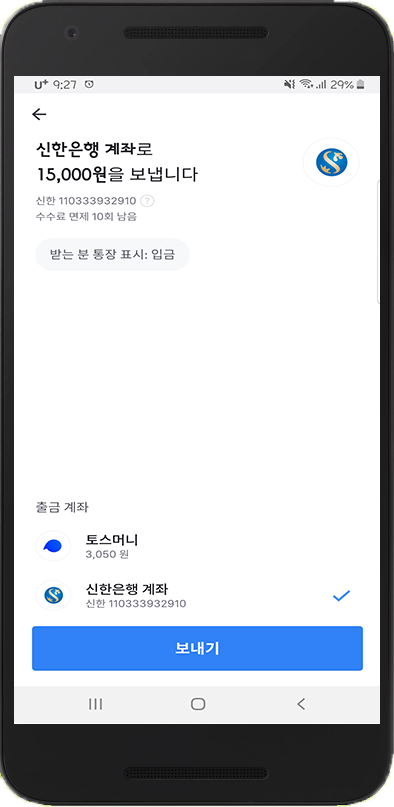 U+ 9:27 29%
신한은행 계좌로
15,000원을 보냅니다
신한 110333932910 ?
수수료 면제 10회 남음
받는 분 통장 표시: 입금
출금 계좌
토스머니
3,050 원
신한은행 계좌
신한 110333932910
보내기